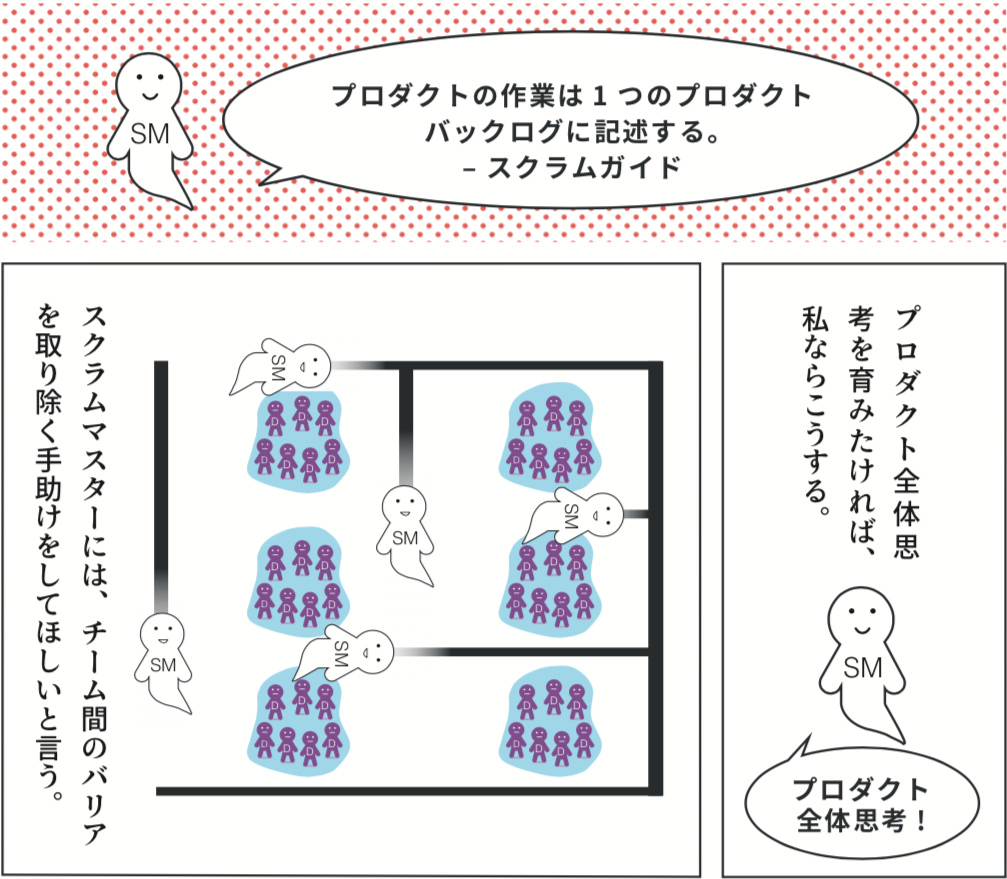 SM
プロダクトの作業は1つのプロダクト
バックログに記述する。
– スクラムガイド
プロダクト全体思
考を育みたければ、
私ならこうする。
SM
プロダクト
全体思考！
スクラムマスターには、チーム間のバリア
を取り除く手助けをしてほしいと言う。
SM
D D D
D D D D
D D D
D D D D
SM
SM
D D D
D D D D
D D D
D D D D
SM
SM
D D D
D D D D
D D D
D D D D